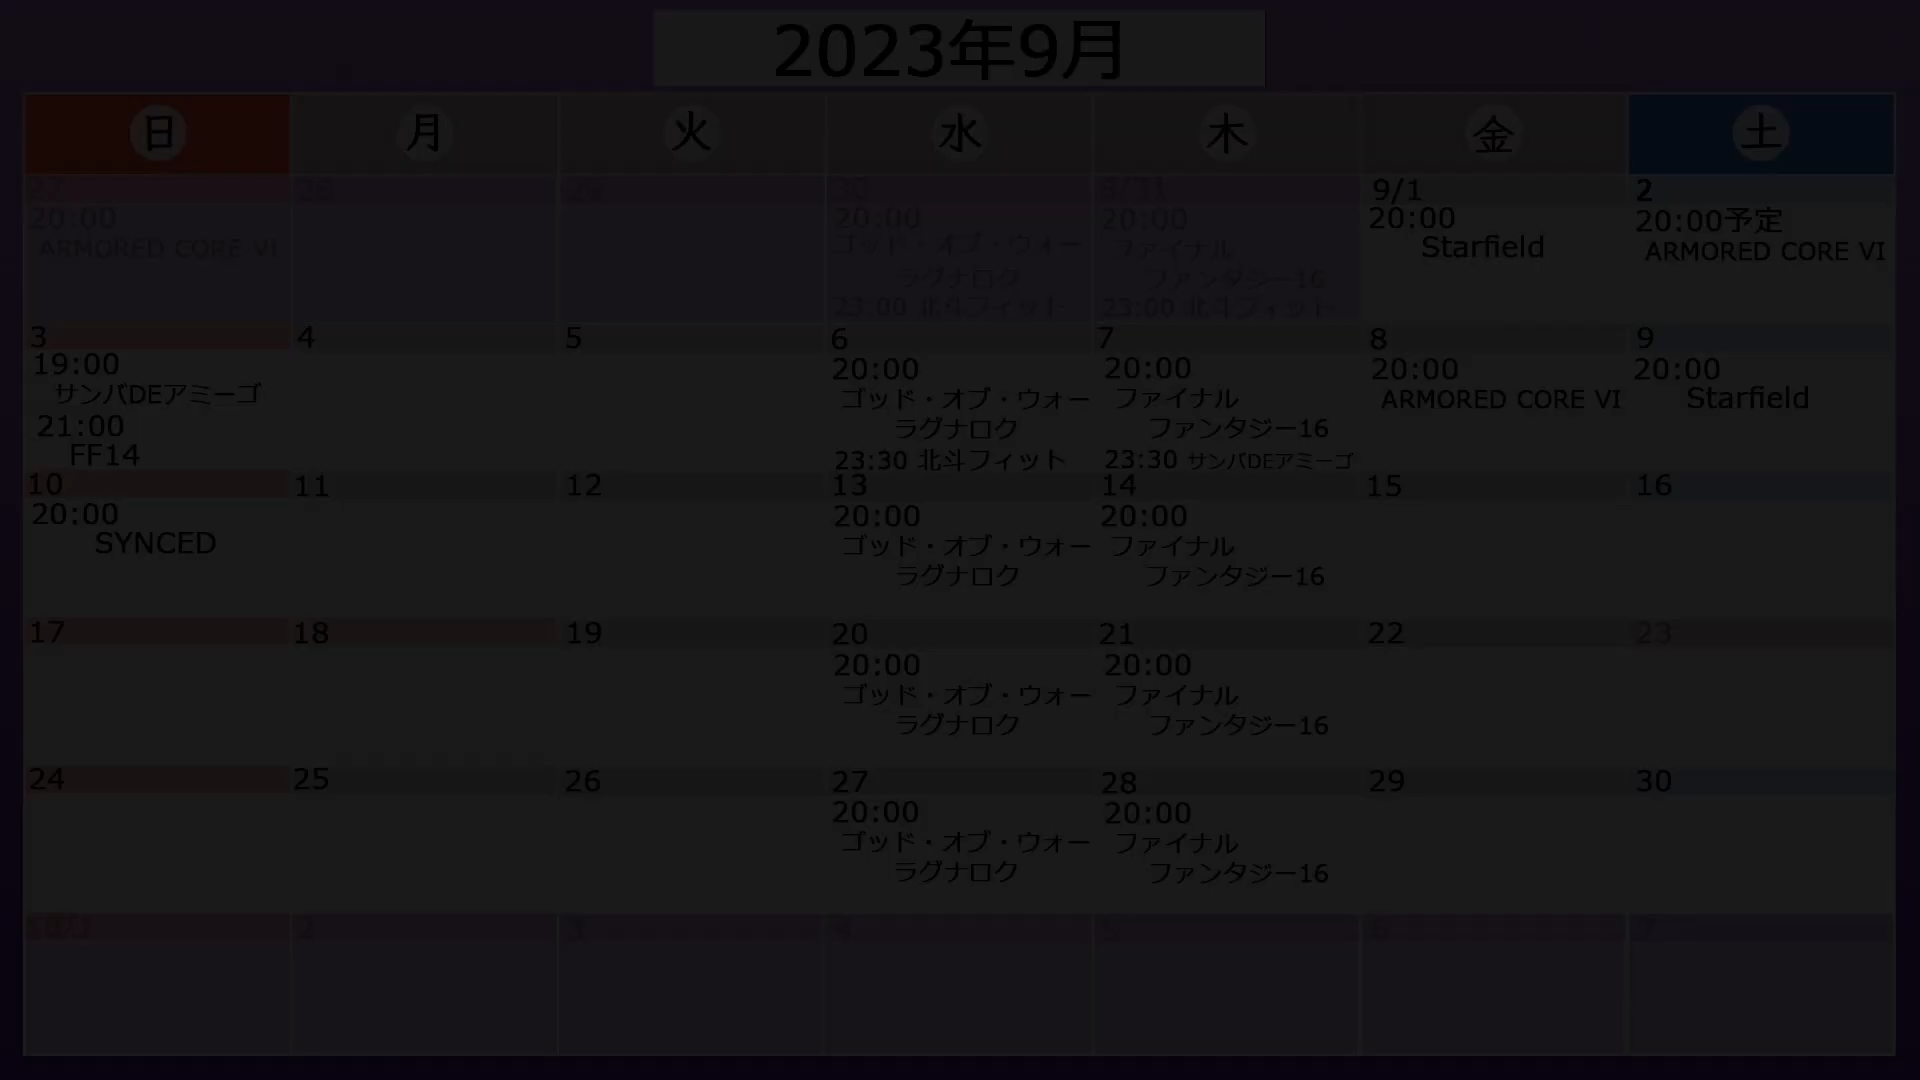 2023年9月
日 月 火 水 木 金 土
27 28 29 30 8/31 9/1 2
20:00
ARMORED CORE VI
20:00
ゴッド・オブ・ウォー
ラグナロク
23:00 北斗フィット
20:00
ファイナル
ファンタジー16
23:00 北斗フィット
20:00
Starfield
20:00予定
ARMORED CORE VI
3 4 5 6 7 8 9
19:00
サンバDEアミーゴ
21:00
FF14
20:00
ゴッド・オブ・ウォー
ラグナロク
23:30 北斗フィット
20:00
ファイナル
ファンタジー16
23:30 サンバDEアミーゴ
20:00
ARMORED CORE VI
20:00
Starfield
10 11 12 13 14 15 16
20:00
SYNCED
20:00
ゴッド・オブ・ウォー
ラグナロク
20:00
ファイナル
ファンタジー16
17 18 19 20 21 22 23
20:00
ゴッド・オブ・ウォー
ラグナロク
20:00
ファイナル
ファンタジー16
24 25 26 27 28 29 30
20:00
ゴッド・オブ・ウォー
ラグナロク
20:00
ファイナル
ファンタジー16
2 3 4 5 6 7